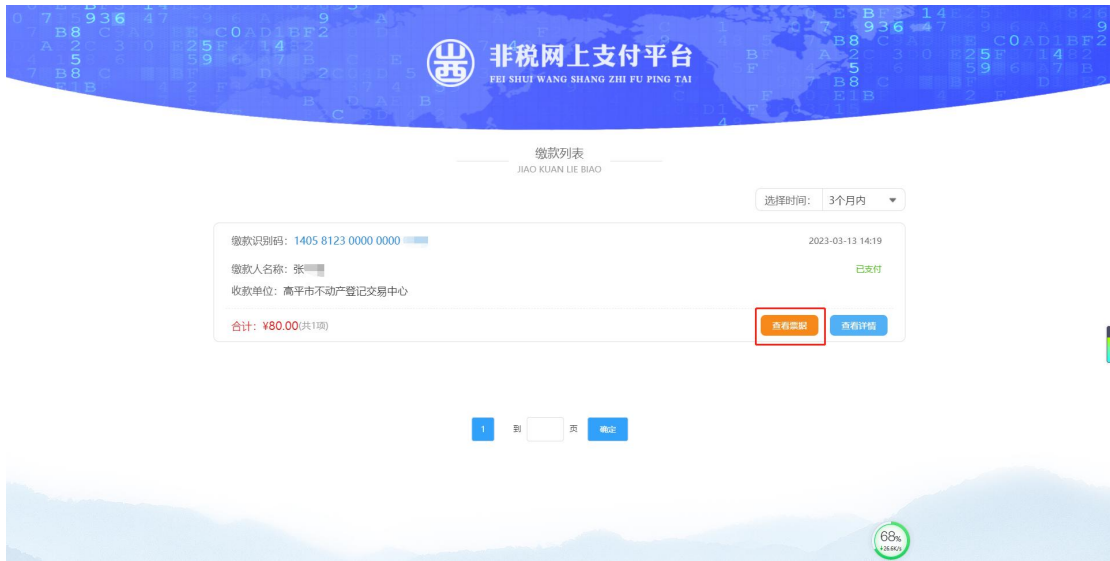 非税网上支付平台
FEI SHUI WANG SHANG ZHI FU PING TAI
缴款列表
JIAO KUAN LIE BIAO
选择时间： 3个月内
缴款识别码：1405 8123 0000 0000
2023-03-13 14:19
缴款人名称：张
已支付
收款单位：高平市不动产登记交易中心
合计：¥80.00(共1项)
查看票据 查看详情
1 到 页 确定
68%
+26.6K/s